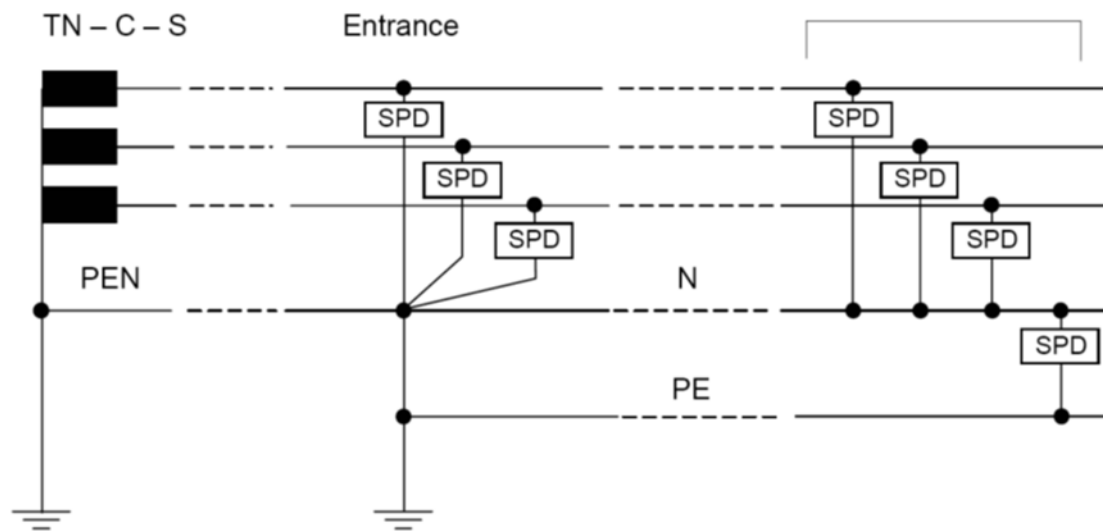 TN – C – S
Entrance
SPD
SPD
SPD
SPD
SPD
SPD
PEN
N
SPD
PE